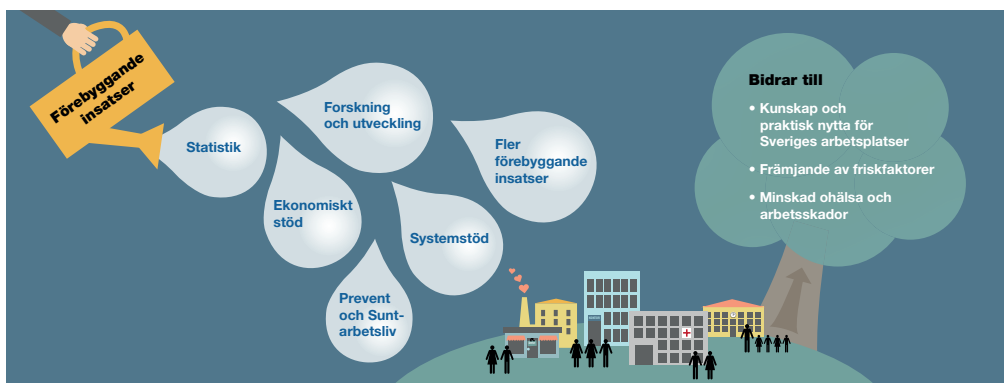 Förebyggande
insatser
Statistik
Forskning
och utveckling
Ekonomiskt
stöd
Fler
förebyggande
insatser
Systemstöd
Prevent
och Sunt-
arbetsliv
Bidrar till
• Kunskap och
praktisk nytta för
Sveriges arbetsplatser
• Främjande av friskfaktorer
• Minskad ohälsa och
arbetsskador